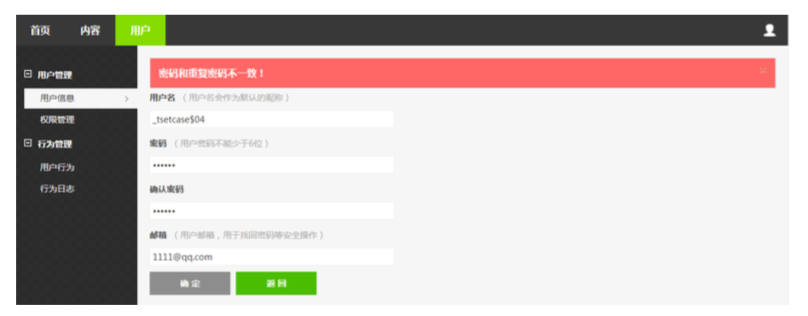 首页 内容 用户
密码和重复密码不一致！
用户管理
用户信息
权限管理
行为管理
用户行为
行为日志
用户名 （用户名会作为默认的昵称）
_tsetcase$04
密码 （用户密码不能少于6位）
••••••
确认密码
••••••
邮箱 （用户邮箱，用于找回密码等安全操作）
1111@qq.com
确 定 返 回